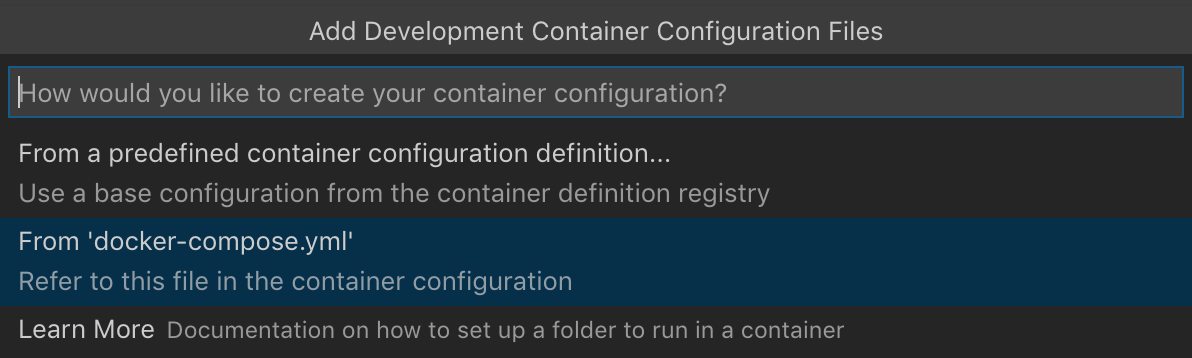 Add Development Container Configuration Files
How would you like to create your container configuration?
From a predefined container configuration definition...
Use a base configuration from the container definition registry
From 'docker-compose.yml'
Refer to this file in the container configuration
Learn More Documentation on how to set up a folder to run in a container